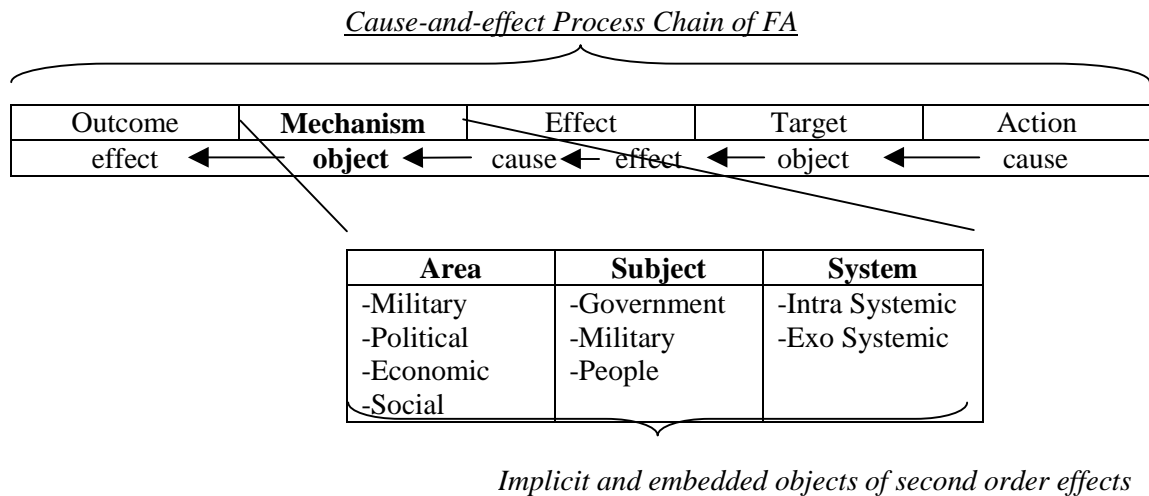 Cause-and-effect Process Chain of FA
Outcome Mechanism Effect Target Action
effect object cause effect object cause
Area Subject System
-Military -Government -Intra Systemic
-Political -Military -Exo Systemic
-Economic -People
-Social
Implicit and embedded objects of second order effects